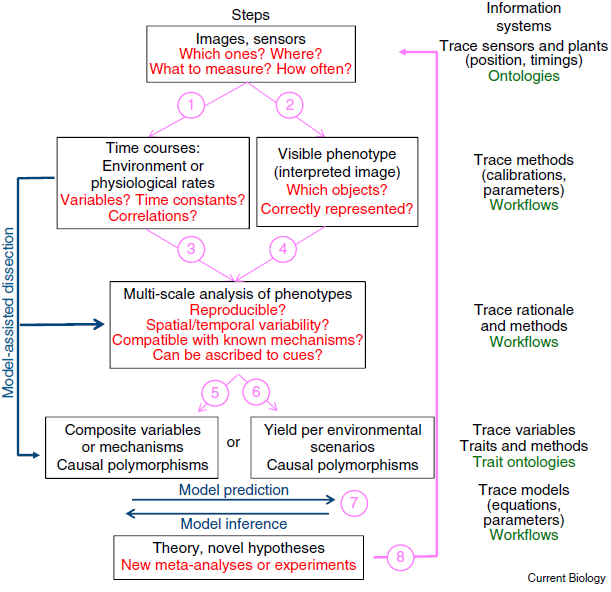 Steps
Information
systems
Images, sensors
Which ones? Where?
What to measure? How often?
Trace sensors and plants
(position, timings)
Ontologies
1
2
Time courses:
Environment or
physiological rates
Variables? Time constants?
Correlations?
Visible phenotype
(interpreted image)
Which objects?
Correctly represented?
Trace methods
(calibrations,
parameters)
Workflows
3
4
Model-assisted dissection
Multi-scale analysis of phenotypes
Reproducible?
Spatial/temporal variability?
Compatible with known mechanisms?
Can be ascribed to cues?
Trace rationale
and methods
Workflows
5
6
Composite variables
or mechanisms
Causal polymorphisms
or
Yield per environmental
scenarios
Causal polymorphisms
Trace variables
Traits and methods
Trait ontologies
Model prediction
7
Model inference
Trace models
(equations,
parameters)
Workflows
Theory, novel hypotheses
New meta-analyses or experiments
8
Current Biology